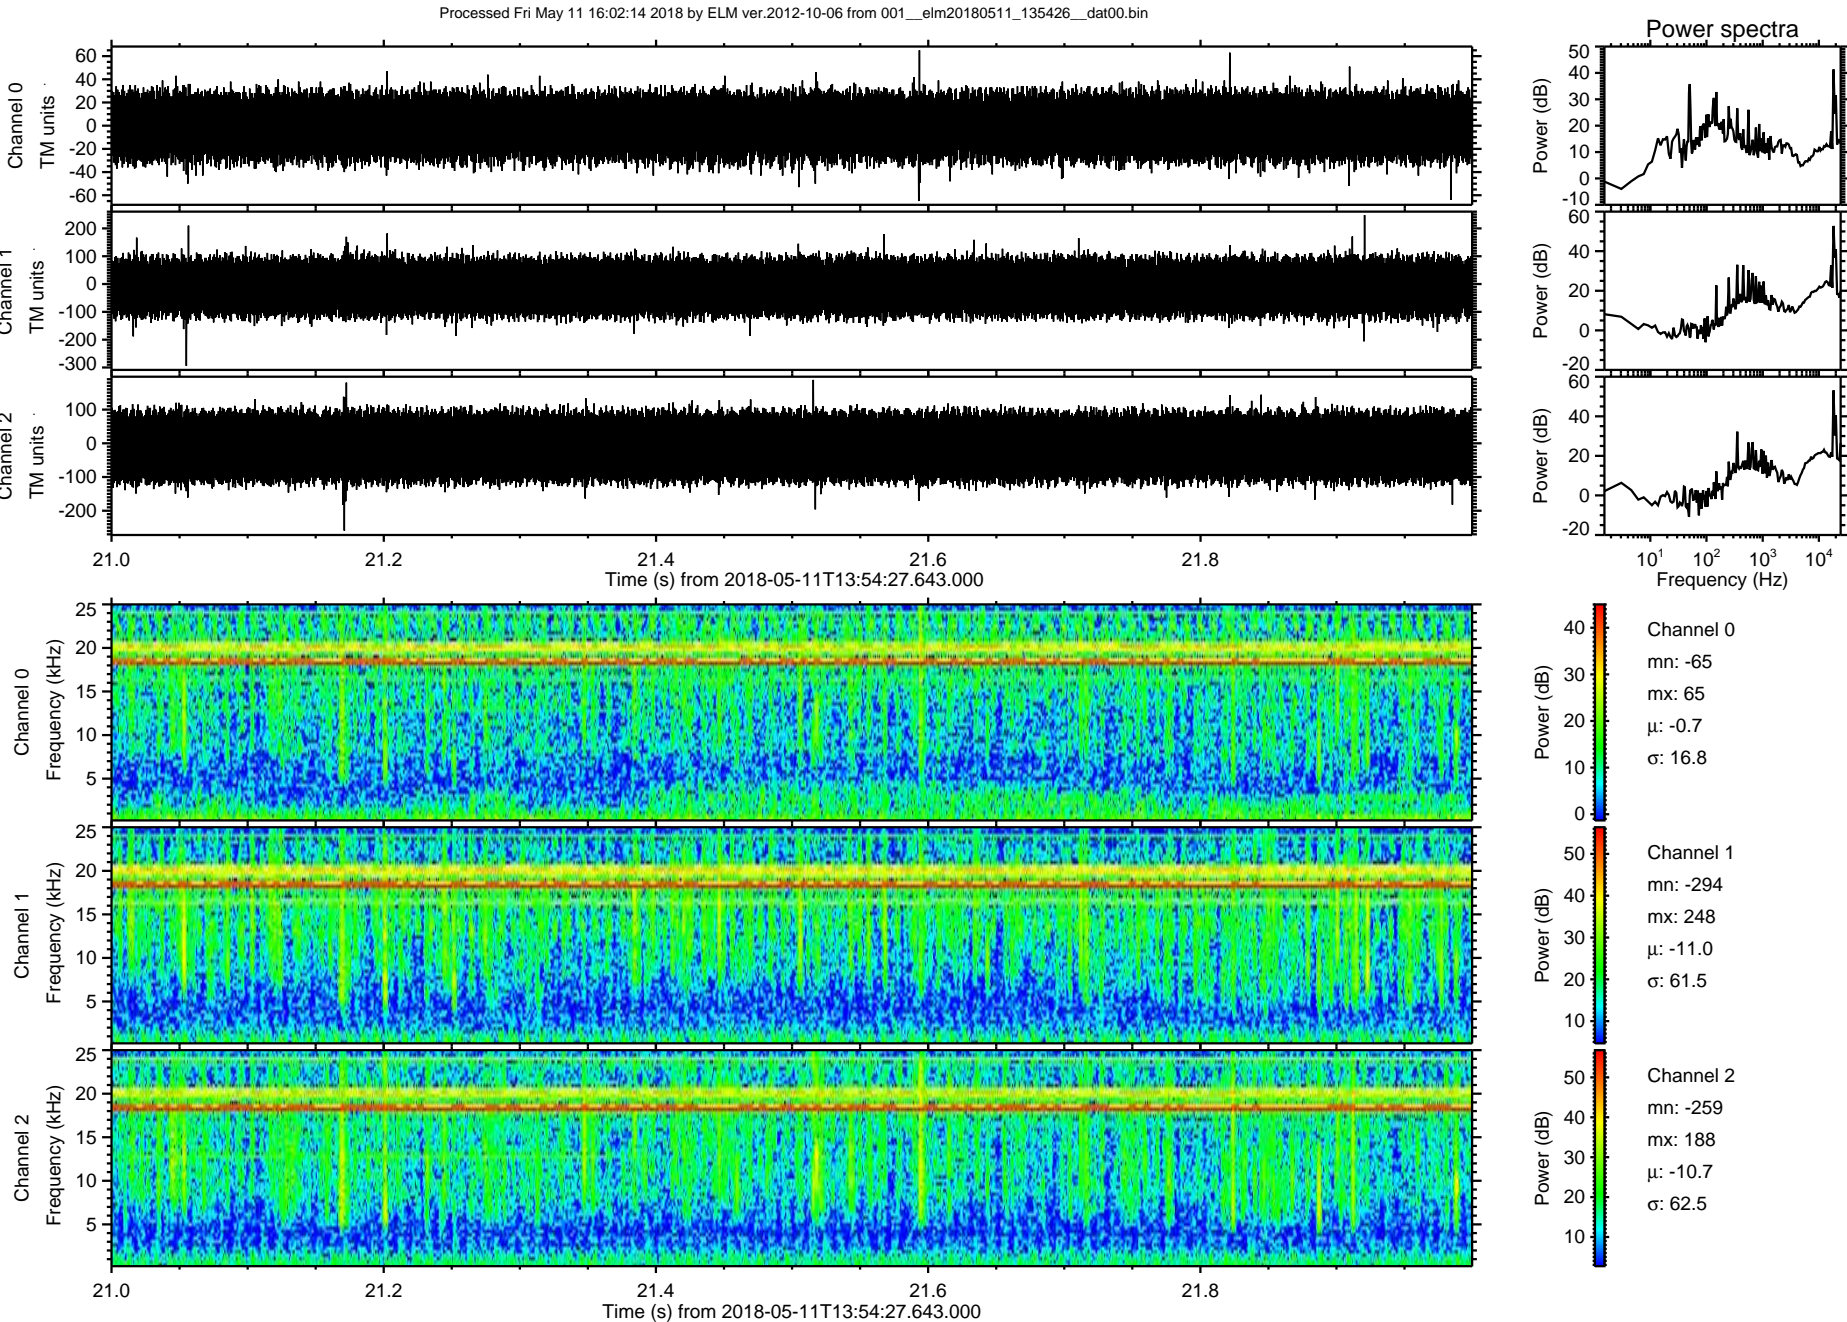 Processed Fri May 11 16:02:14 2018 by ELM ver.2012-10-06 from 001__elm20180511_135426__dat00.bin
Power spectra
Channel 0
TM units
60
40
20
0
-20
-40
-60
Power (dB)
50
40
30
20
10
0
-10
Channel 1
TM units
200
100
0
-100
-200
-300
Power (dB)
60
40
20
0
-20
Channel 2
TM units
100
0
-100
-200
Power (dB)
60
40
20
0
-20
21.0 21.2 21.4 21.6 21.8
Time (s) from 2018-05-11T13:54:27.643.000
10¹ 10² 10³ 10⁴
Frequency (Hz)
Channel 0
Frequency (kHz)
25
20
15
10
5
Power (dB)
40
30
20
10
0
Channel 0
mn: -65
mx: 65
μ: -0.7
σ: 16.8
Channel 1
Frequency (kHz)
25
20
15
10
5
Power (dB)
50
40
30
20
10
Channel 1
mn: -294
mx: 248
μ: -11.0
σ: 61.5
Channel 2
Frequency (kHz)
25
20
15
10
5
Power (dB)
50
40
30
20
10
Channel 2
mn: -259
mx: 188
μ: -10.7
σ: 62.5
21.0 21.2 21.4 21.6 21.8
Time (s) from 2018-05-11T13:54:27.643.000